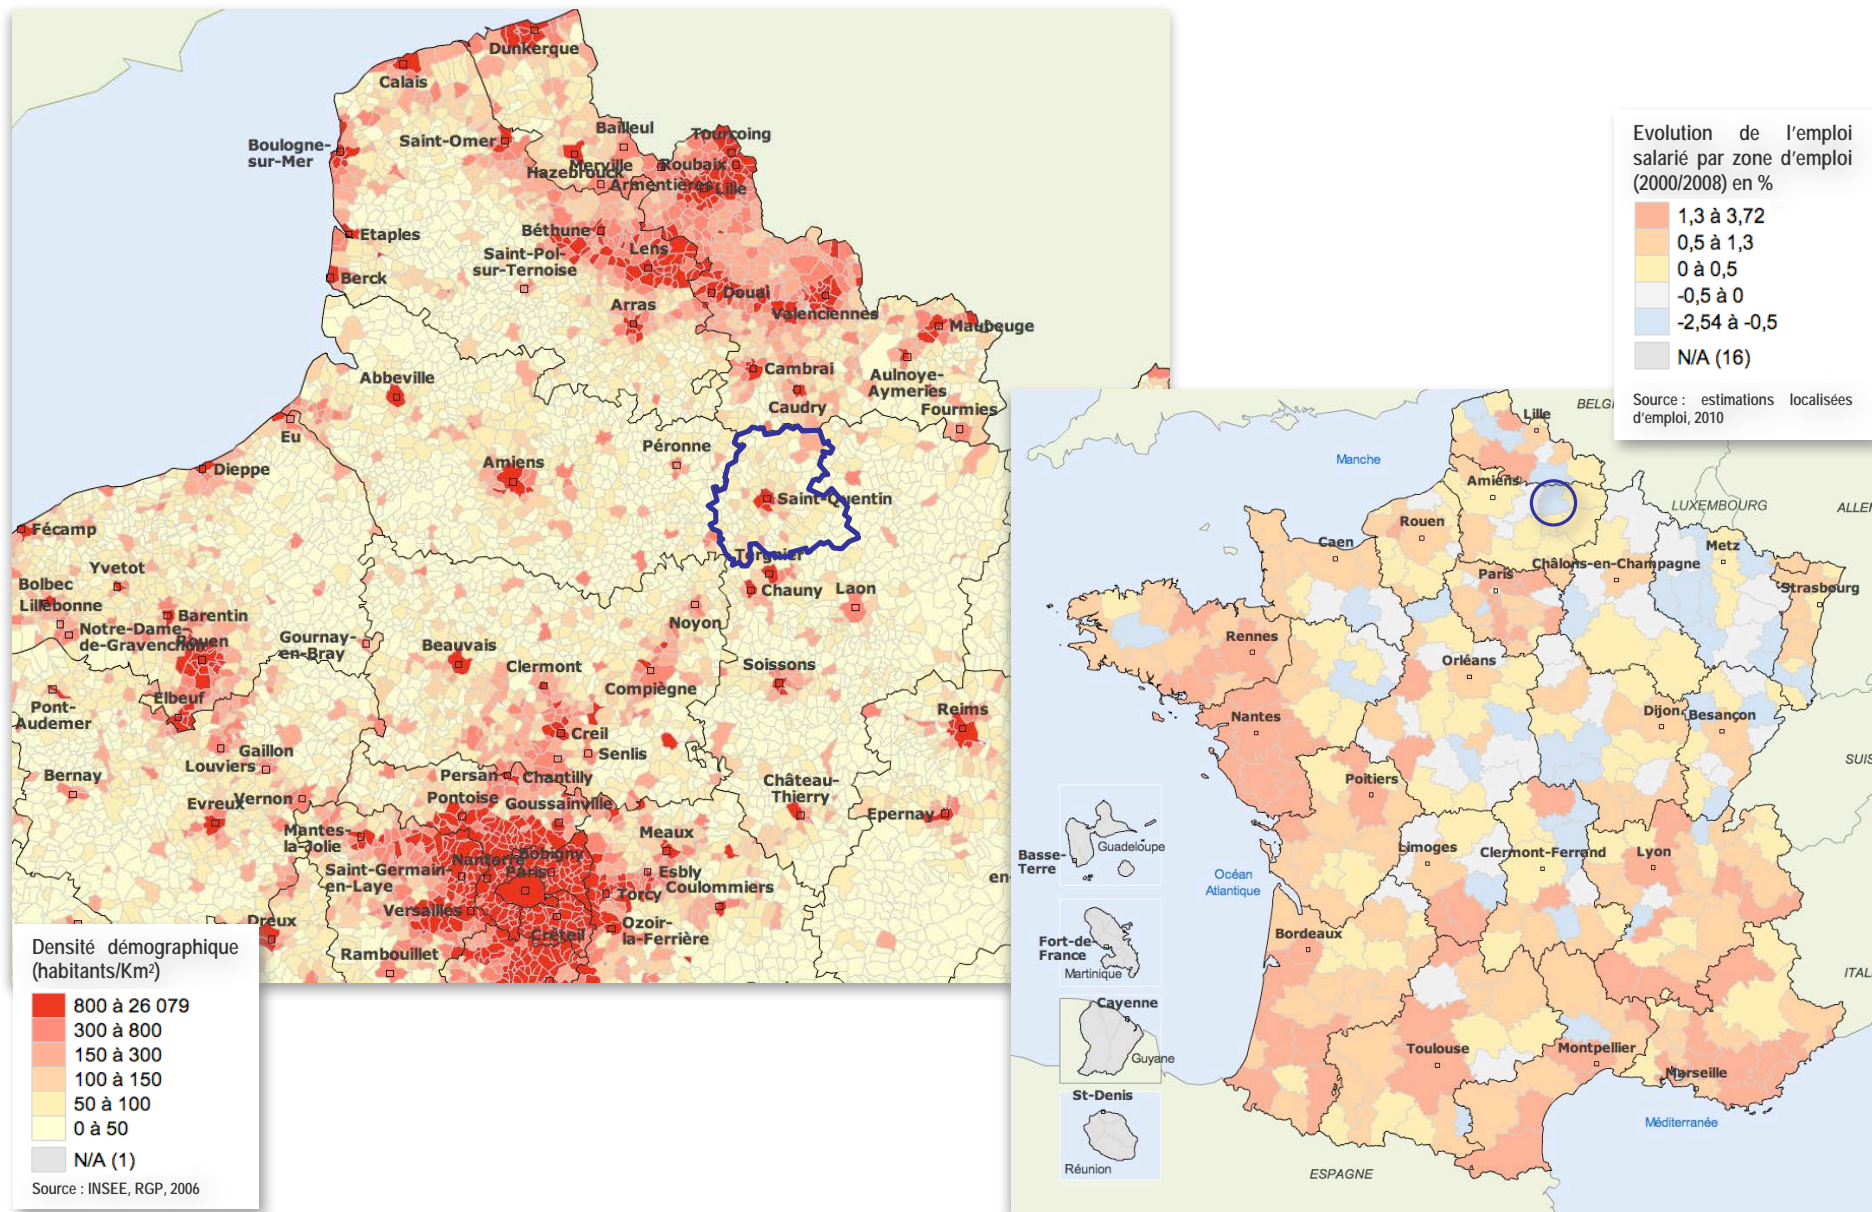 Dunkerque
Calais
Bailleul
Tourcoing
Boulogne-
sur-Mer
Saint-Omer
Merville
Roubaix
Hazebrouck
Armentières
Lille
Etaples
Béthune
Lens
Saint-Pol-
sur-Ternoise
Berck
Douai
Arras
Valenciennes
Maubeuge
Cambrai
Abbeville
Aulnoye-
Aymeries
Caudry
Fourmies
Eu
Péronne
Dieppe
Amiens
Saint-Quentin
Fécamp
Tergnier
Yvetot
Bolbec
Chauny
Laon
Lillebonne
Barentin
Noyon
Notre-Dame-
de-Gravenchon
Rouen
Gournay-
en-Bray
Beauvais
Clermont
Soissons
Compiègne
Elbeuf
Pont-
Audemer
Reims
Creil
Gaillon
Senlis
Louviers
Bernay
Persan
Chantilly
Château-
Thierry
Evreux
Vernon
Pontoise
Goussainville
Epernay
Mantes-
la-Jolie
Meaux
Nanterre
Bobigny
Saint-Germain-
en-Laye
Paris
Esbly
Torcy
Coulommiers
en-
Versailles
Dreux
Créteil
Ozoir-
la-Ferrière
Rambouillet
Densité démographique
(habitants/Km²)
800 à 26 079
300 à 800
150 à 300
100 à 150
50 à 100
0 à 50
N/A (1)
Source : INSEE, RGP, 2006
Evolution de l'emploi
salarié par zone d'emploi
(2000/2008) en %
1,3 à 3,72
0,5 à 1,3
0 à 0,5
-0,5 à 0
-2,54 à -0,5
N/A (16)
Source : estimations localisées
d'emploi, 2010
BELGI
Lille
Manche
Amiens
LUXEMBOURG
ALLE
Rouen
Caen
Metz
Châlons-en-Champagne
Paris
Strasbourg
Rennes
Orléans
Nantes
Dijon
Besançon
SUIS
Poitiers
Limoges
Clermont-Ferrand
Lyon
Guadeloupe
Basse-
Terre
Océan
Atlantique
Bordeaux
Fort-de-
France
Martinique
ITAL
Cayenne
Guyane
Toulouse
Montpellier
Marseille
St-Denis
Méditerranée
Réunion
ESPAGNE